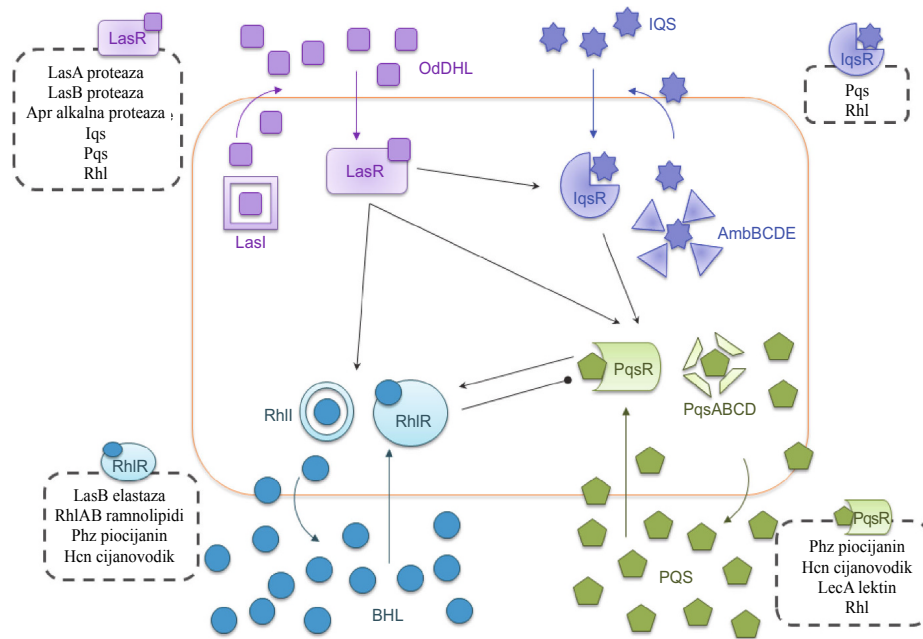 LasR
LasA proteaza
LasB proteaza
Apr alkalna proteaza e
Iqs
Pqs
Rhl
OdDHL
IQS
IqsR
Pqs
Rhl
LasR
LasI
IqsR
AmbBCDE
PqsR
PqsABCD
RhlI
RhlR
RhlR
LasB elastaza
RhlAB ramnolipidi
Phz piocijanin
Hcn cijanovodik
BHL
PQS
PqsR
Phz piocijanin
Hcn cijanovodik
LecA lektin
Rhl